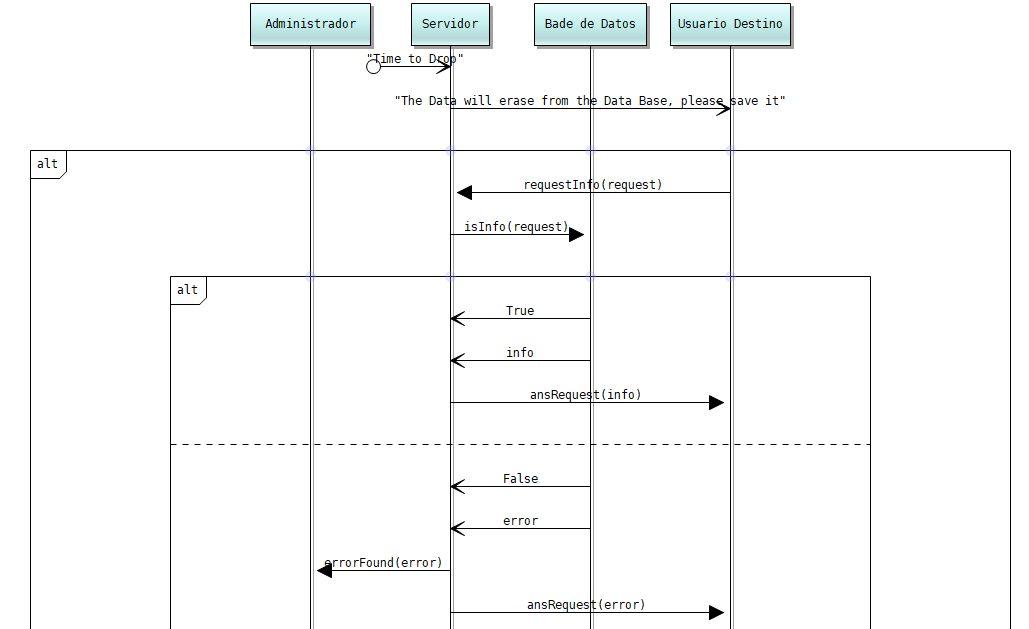 Administrador
Servidor
Bade de Datos
Usuario Destino
"Time to Drop"
"The Data will erase from the Data Base, please save it"
alt
requestInfo(request)
isInfo(request)
alt
True
info
ansRequest(info)
False
error
errorFound(error)
ansRequest(error)